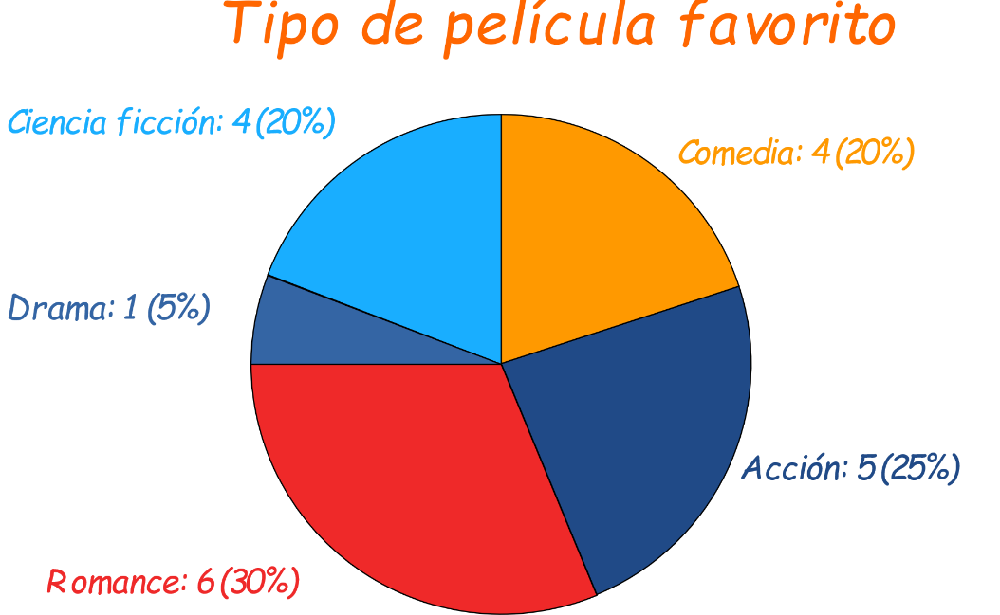 Tipo de película favorito
Ciencia ficción: 4 (20%)
Comedia: 4 (20%)
Drama: 1 (5%)
Acción: 5 (25%)
Romance: 6 (30%)